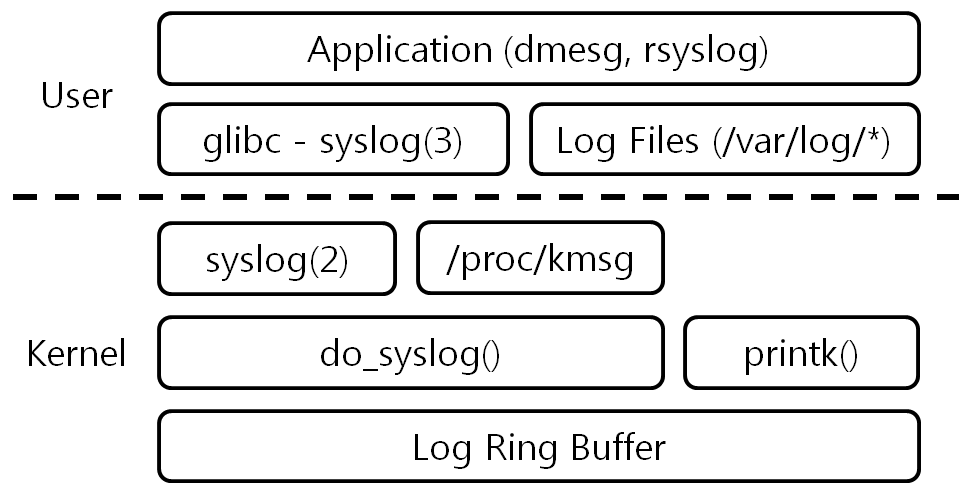 Application (dmesg, rsyslog)
User
glibc - syslog(3)
Log Files (/var/log/*)
syslog(2)
/proc/kmsg
Kernel
do_syslog()
printk()
Log Ring Buffer